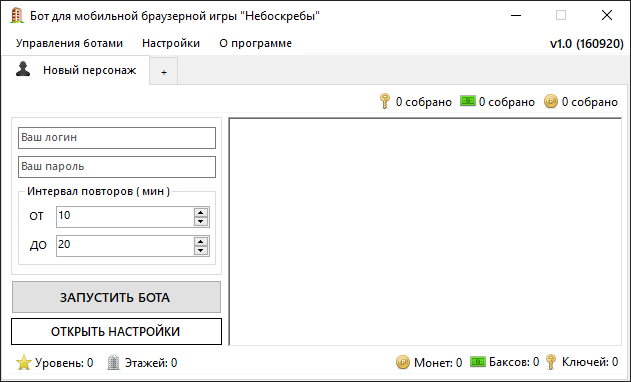 Бот для мобильной браузерной игры "Небоскребы"
Управления ботами Настройки О программе v1.0 (160920)
Новый персонаж +
0 собрано 0 собрано 0 собрано
Ваш логин
Ваш пароль
Интервал повторов ( мин )
ОТ 10
ДО 20
ЗАПУСТИТЬ БОТА
ОТКРЫТЬ НАСТРОЙКИ
Уровень: 0 Этажей: 0 Монет: 0 Баксов: 0 Ключей: 0